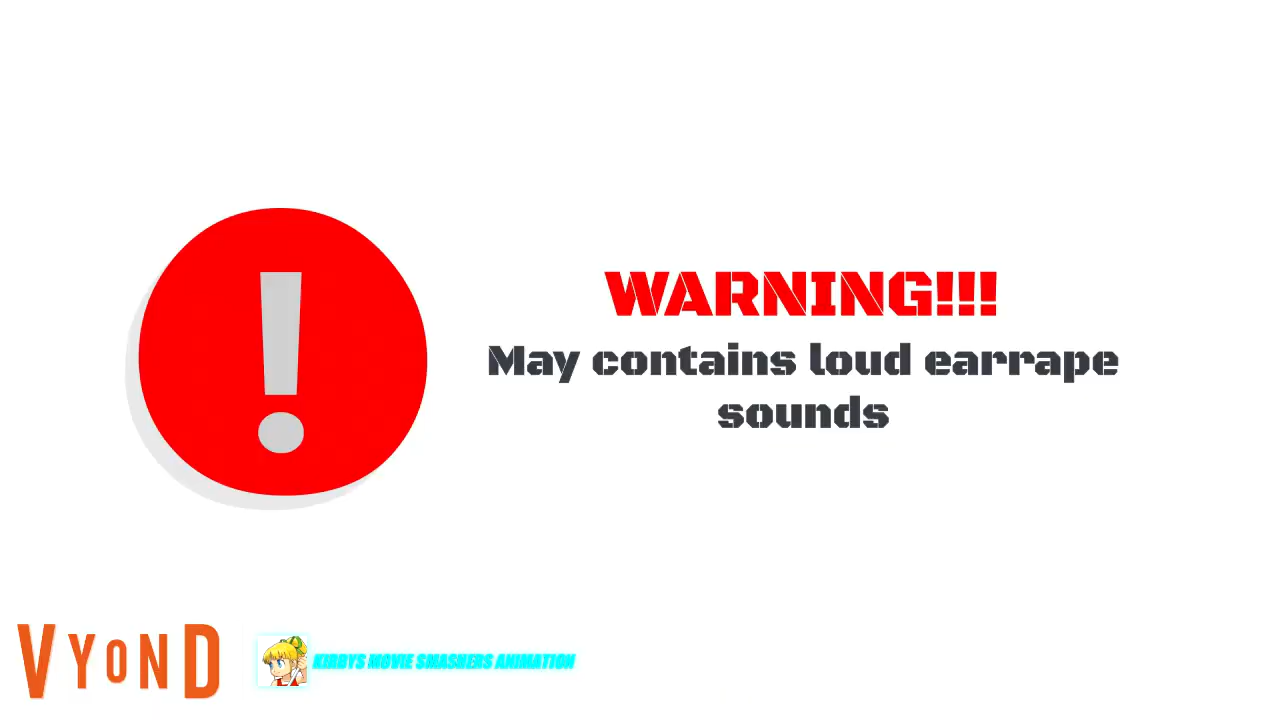 WARNING!!!
May contains loud earrape
sounds
VYOND
KIRBYS MOVIE SMASHERS ANIMATION